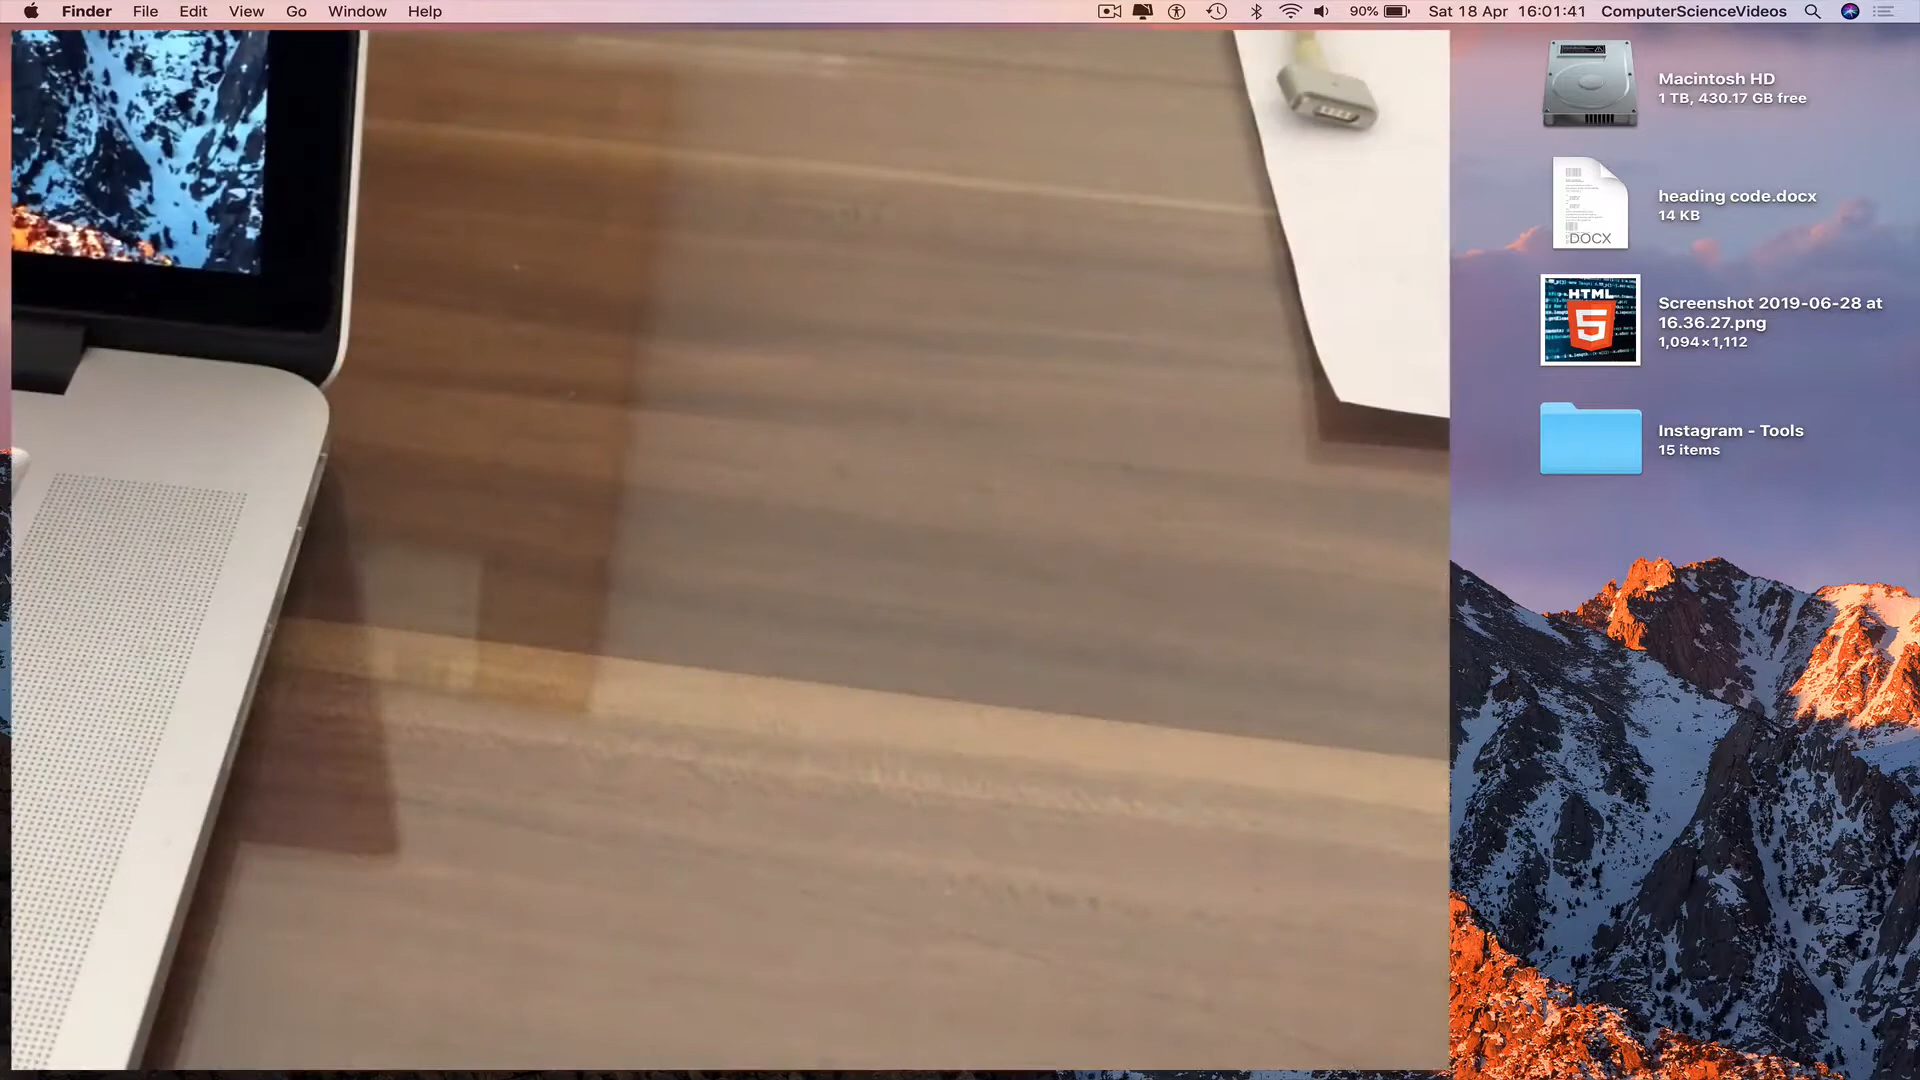 Finder File Edit View Go Window Help 90% Sat 18 Apr 16:01:41 ComputerScienceVideos
Macintosh HD
1 TB, 430.17 GB free
heading code.docx
14 KB
DOCX
HTML
5
Screenshot 2019-06-28 at
16.36.27.png
1,094×1,112
Instagram - Tools
15 items